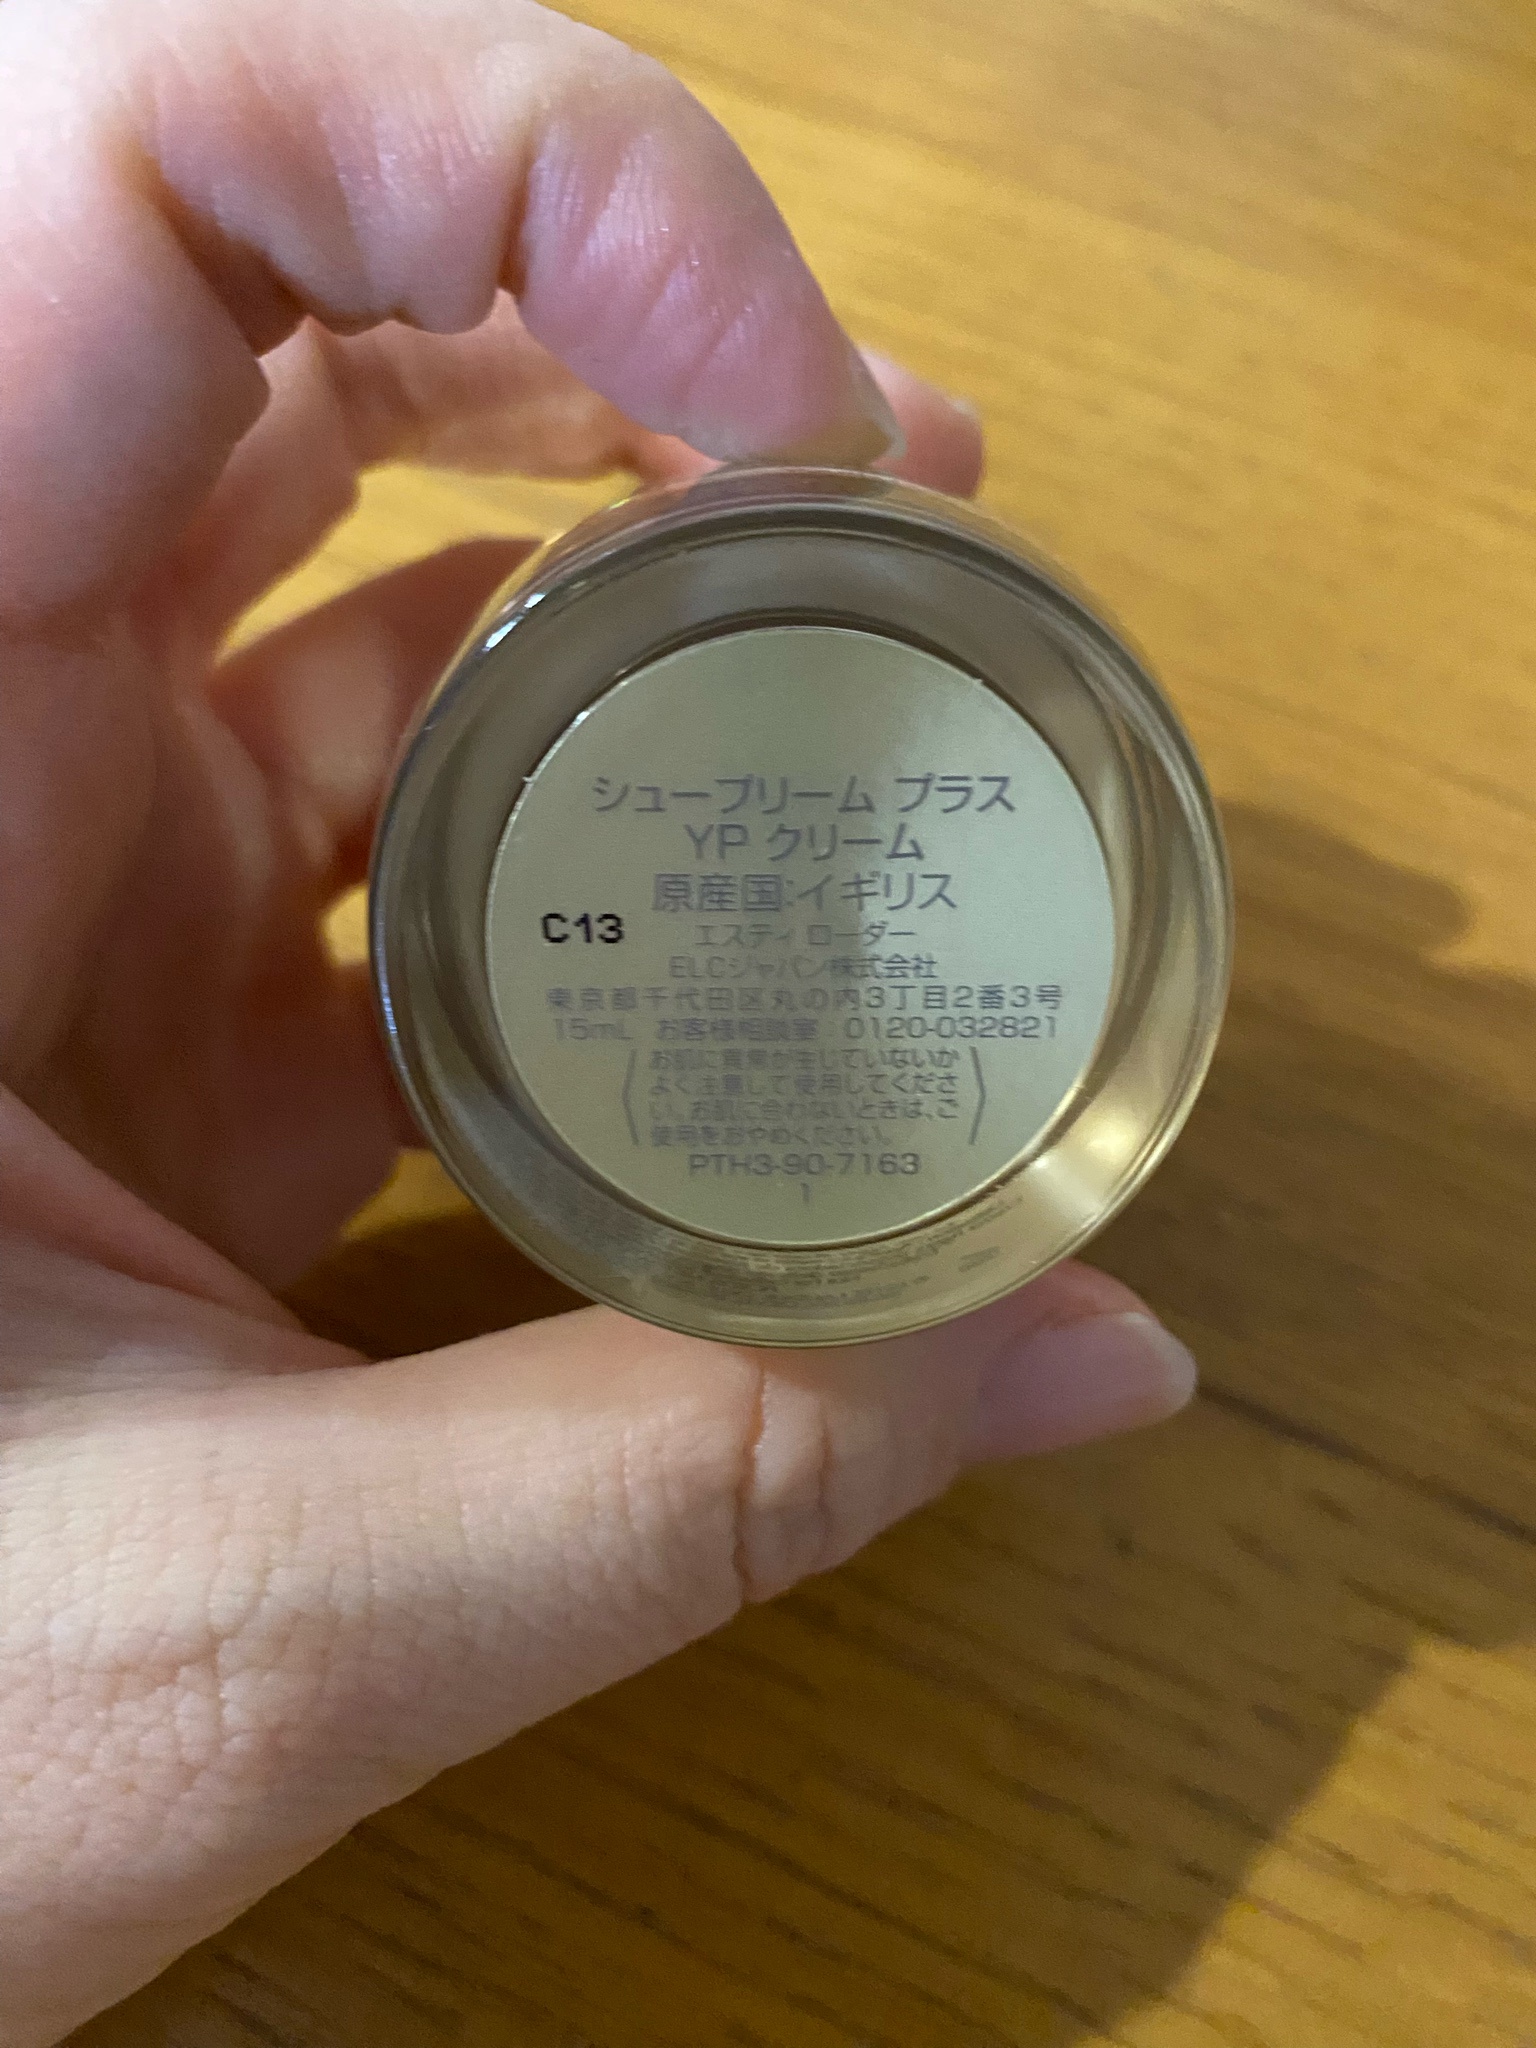 シュープリーム プラス
YP クリーム
原産国:イギリス
C13
エスティ ローダー
ELCジャパン株式会社
東京都千代田区丸の内3丁目2番3号
15mL お客様相談室 0120-032821
お肌に異常が生じていないか
よく注意して使用してくださ
い。お肌に合わないときは、ご
使用をおやめください。
PTH3-90-7163
1